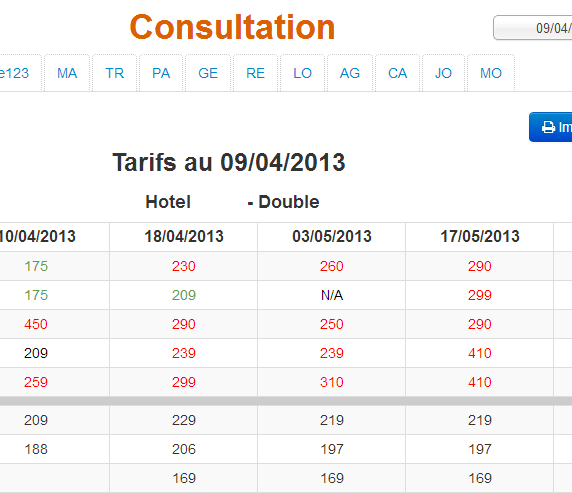 Consultation
09/04/
e123 MA TR PA GE RE LO AG CA JO MO
Im
Tarifs au 09/04/2013
Hotel - Double
10/04/2013 18/04/2013 03/05/2013 17/05/2013
175 230 260 290
175 209 N/A 299
450 290 250 290
209 239 239 410
259 299 310 410
209 229 219 219
188 206 197 197
169 169 169